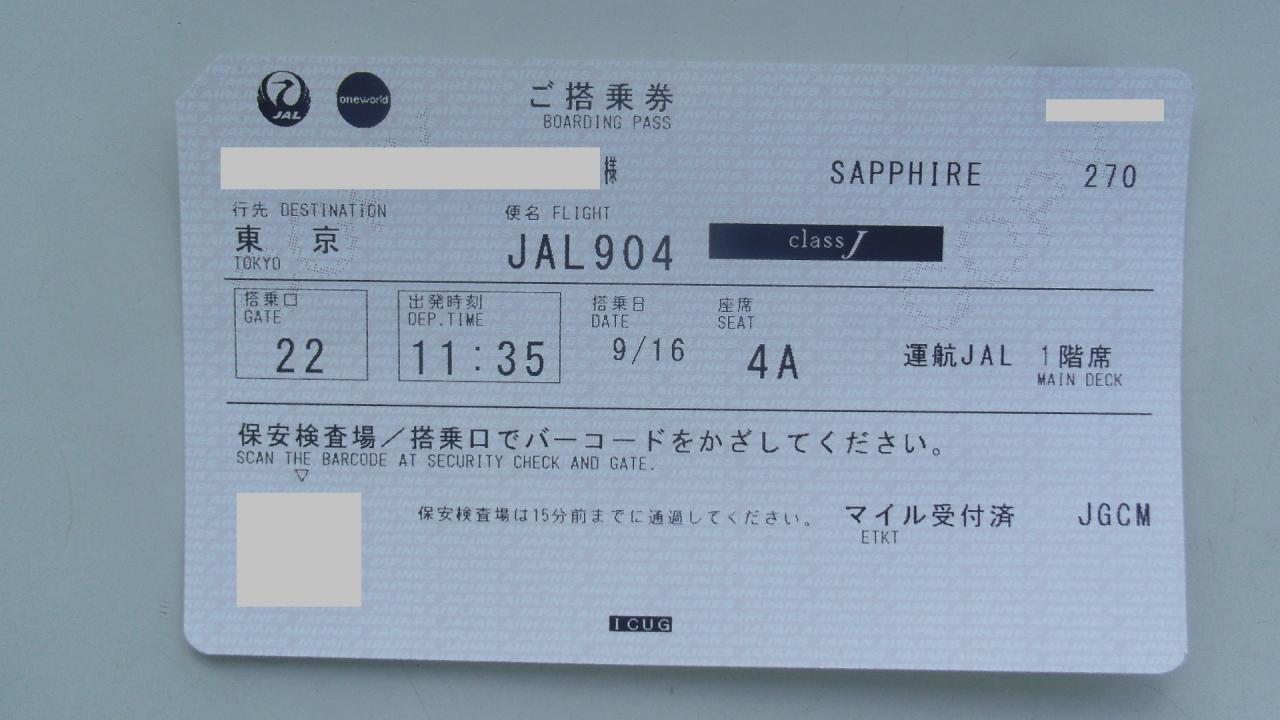 JAL oneworld ご搭乗券
BOARDING PASS
様 SAPPHIRE 270
行先 DESTINATION 便名 FLIGHT
東 京 JAL904 class J
TOKYO
搭乗口 出発時刻 搭乗日 座席
GATE DEP.TIME DATE SEAT
22 11:35 9/16 4A 運航JAL 1階席
MAIN DECK
保安検査場/搭乗口でバーコードをかざしてください。
SCAN THE BARCODE AT SECURITY CHECK AND GATE.
保安検査場は15分前までに通過してください。 マイル受付済 JGCM
ETKT
ICUG